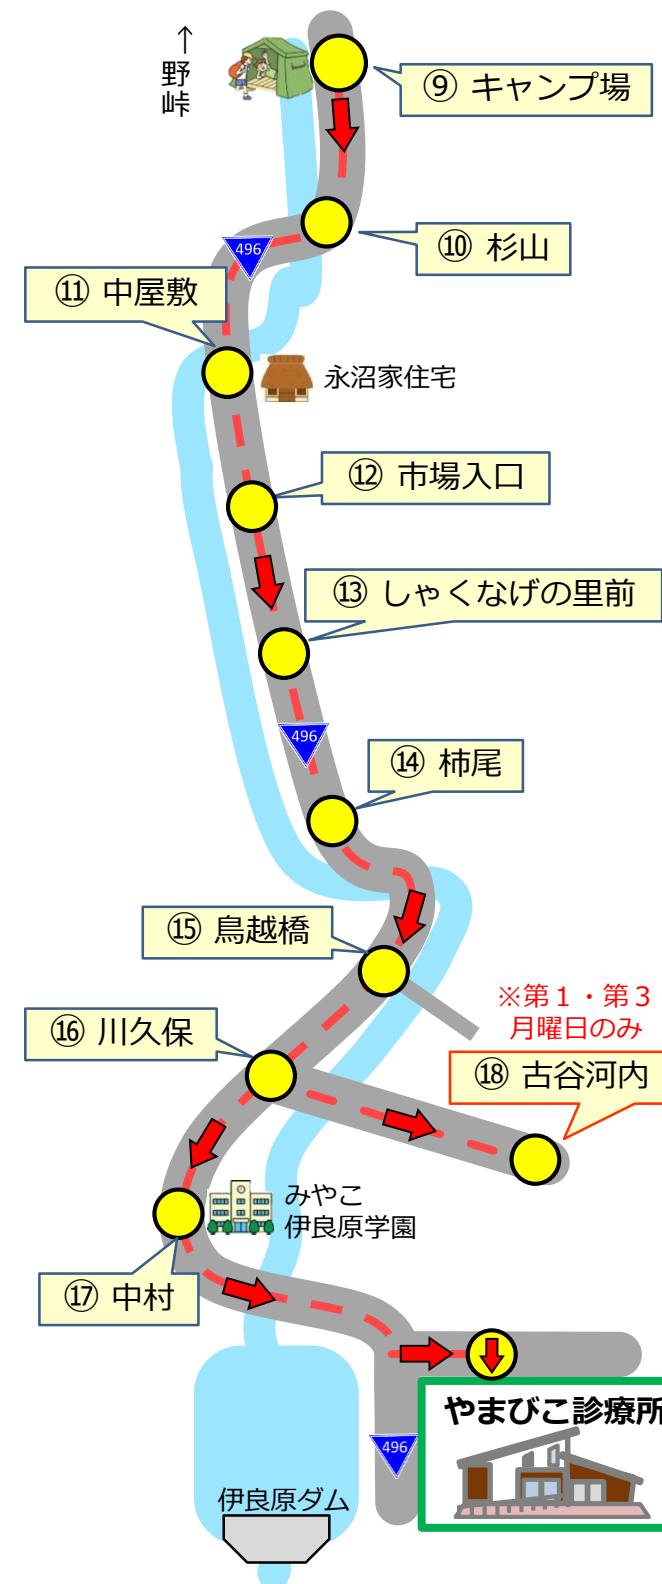 ↑野峠
⑨ キャンプ場
⑩ 杉山
496
⑪ 中屋敷
永沼家住宅
⑫ 市場入口
⑬ しゃくなげの里前
496
⑭ 柿尾
⑮ 鳥越橋
※第１・第３
月曜日のみ
⑯ 川久保
⑱ 古谷河内
みやこ
伊良原学園
⑰ 中村
やまびこ診療所
496
伊良原ダム